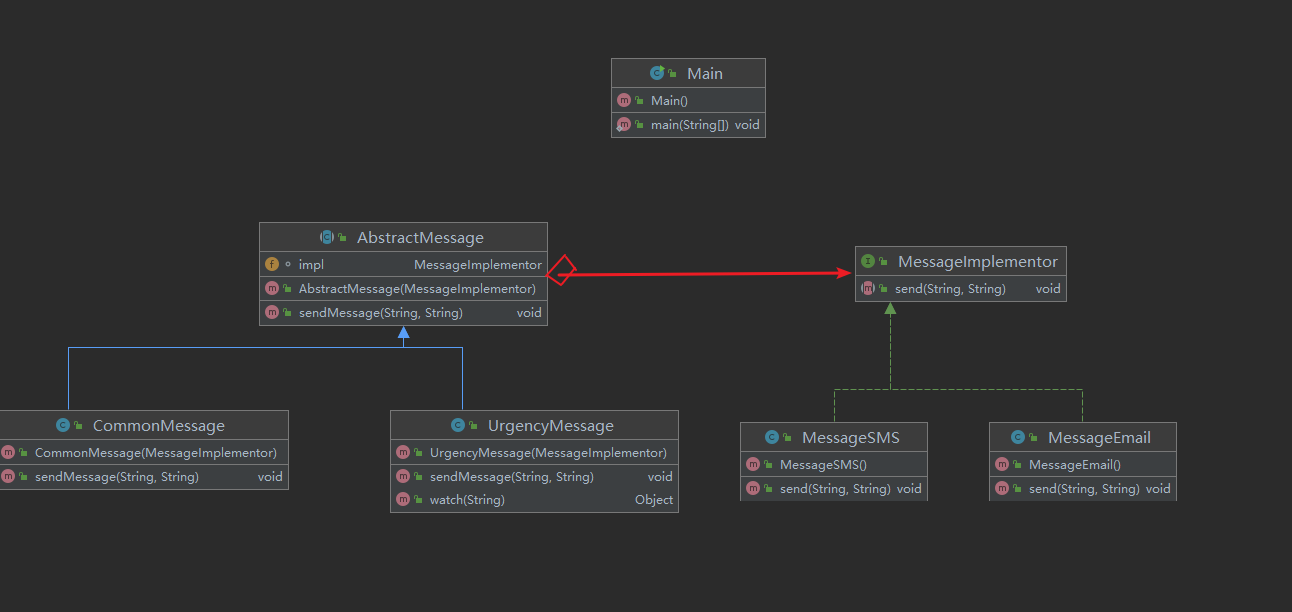 Main
Main()
main(String[]) void
AbstractMessage
impl MessageImplementor
AbstractMessage(MessageImplementor)
sendMessage(String, String) void
MessageImplementor
send(String, String) void
CommonMessage
CommonMessage(MessageImplementor)
sendMessage(String, String) void
UrgencyMessage
UrgencyMessage(MessageImplementor)
sendMessage(String, String) void
watch(String) Object
MessageSMS
MessageSMS()
send(String, String) void
MessageEmail
MessageEmail()
send(String, String) void